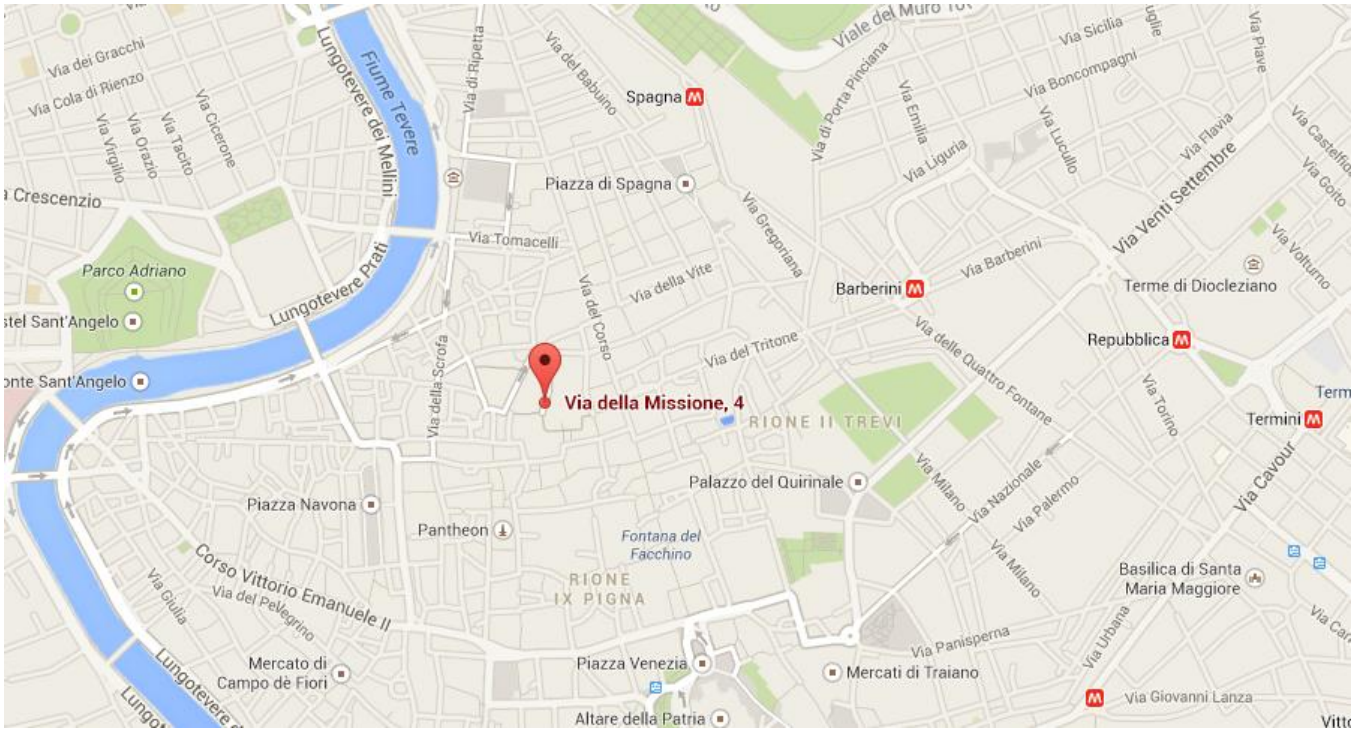 Via dei Gracchi
Via Cola di Rienzo
Via Virgilio
Via Orazio
Via Tacito
Via Cicerone
Lungotevere dei Mellini
Fiume Tevere
Via di Ripetta
Via del Babuino
Spagna M
Viale del Muro
Via di Porta Pinciana
Via Sicilia
Via Boncompagni
Via Piave
Via Emilia
Via Lucullo
Via Flavia
Via Liguria
Via Goito
Via Venti Settembre
Via Volturno
Crescenzio
Piazza di Spagna
Via Gregoriana
Via Tomacelli
Parco Adriano
Lungotevere Prati
Via della Vite
Via Barberini
Barberini M
Terme di Diocleziano
stel Sant'Angelo
Via del Corso
Via della Scrofa
Via del Tritone
Via delle Quattro Fontane
Repubblica M
onte Sant'Angelo
Via della Missione, 4
RIONE II TREVI
Via Torino
Term
Termini M
Via Cavour
Palazzo del Quirinale
Via Milano
Via Nazionale
Via Palermo
Piazza Navona
Pantheon
Fontana del
Facchino
Via Milano
RIONE
IX PIGNA
Corso Vittorio Emanuele II
Via Giulia
Via del Pellegrino
Basilica di Santa
Maria Maggiore
Via Panisperna
Via Urbana
Mercato di
Campo dè Fiori
Piazza Venezia
Mercati di Traiano
M
Via Giovanni Lanza
Altare della Patria
Lungotevere